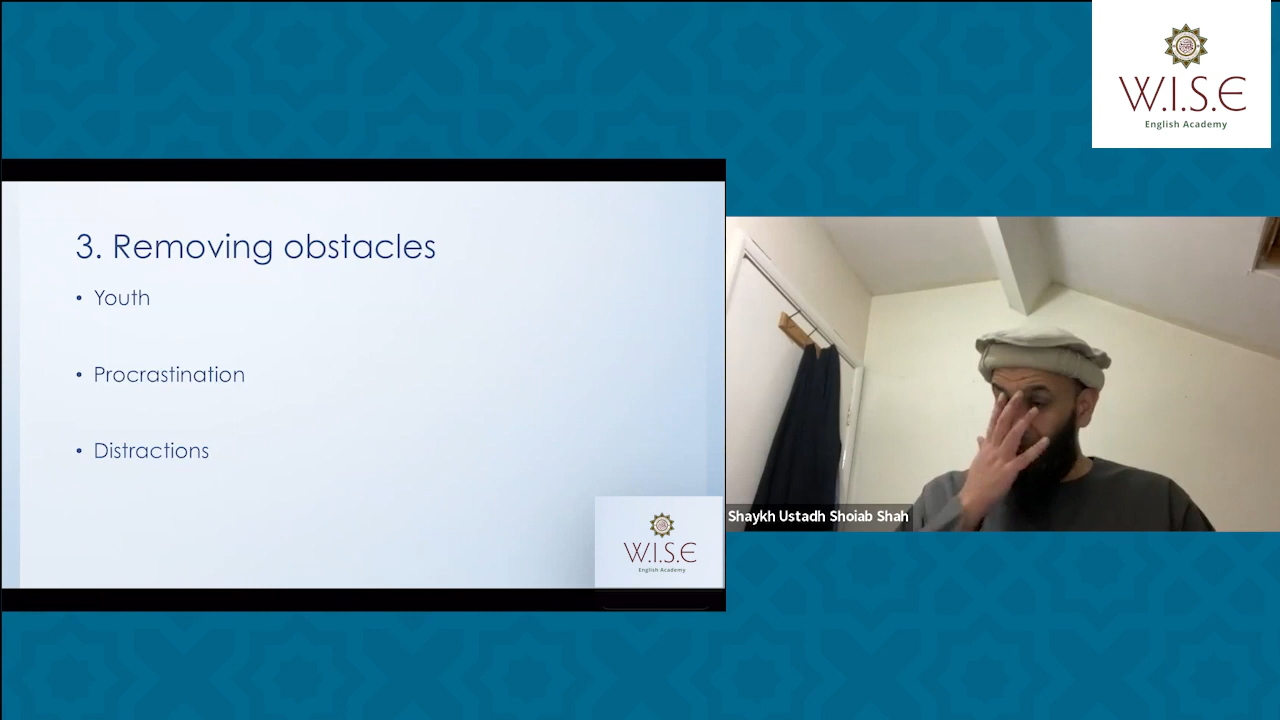 W.I.S.E
English Academy
3. Removing obstacles
• Youth
• Procrastination
• Distractions
W.I.S.E
English Academy
Shaykh Ustadh Shoiab Shah